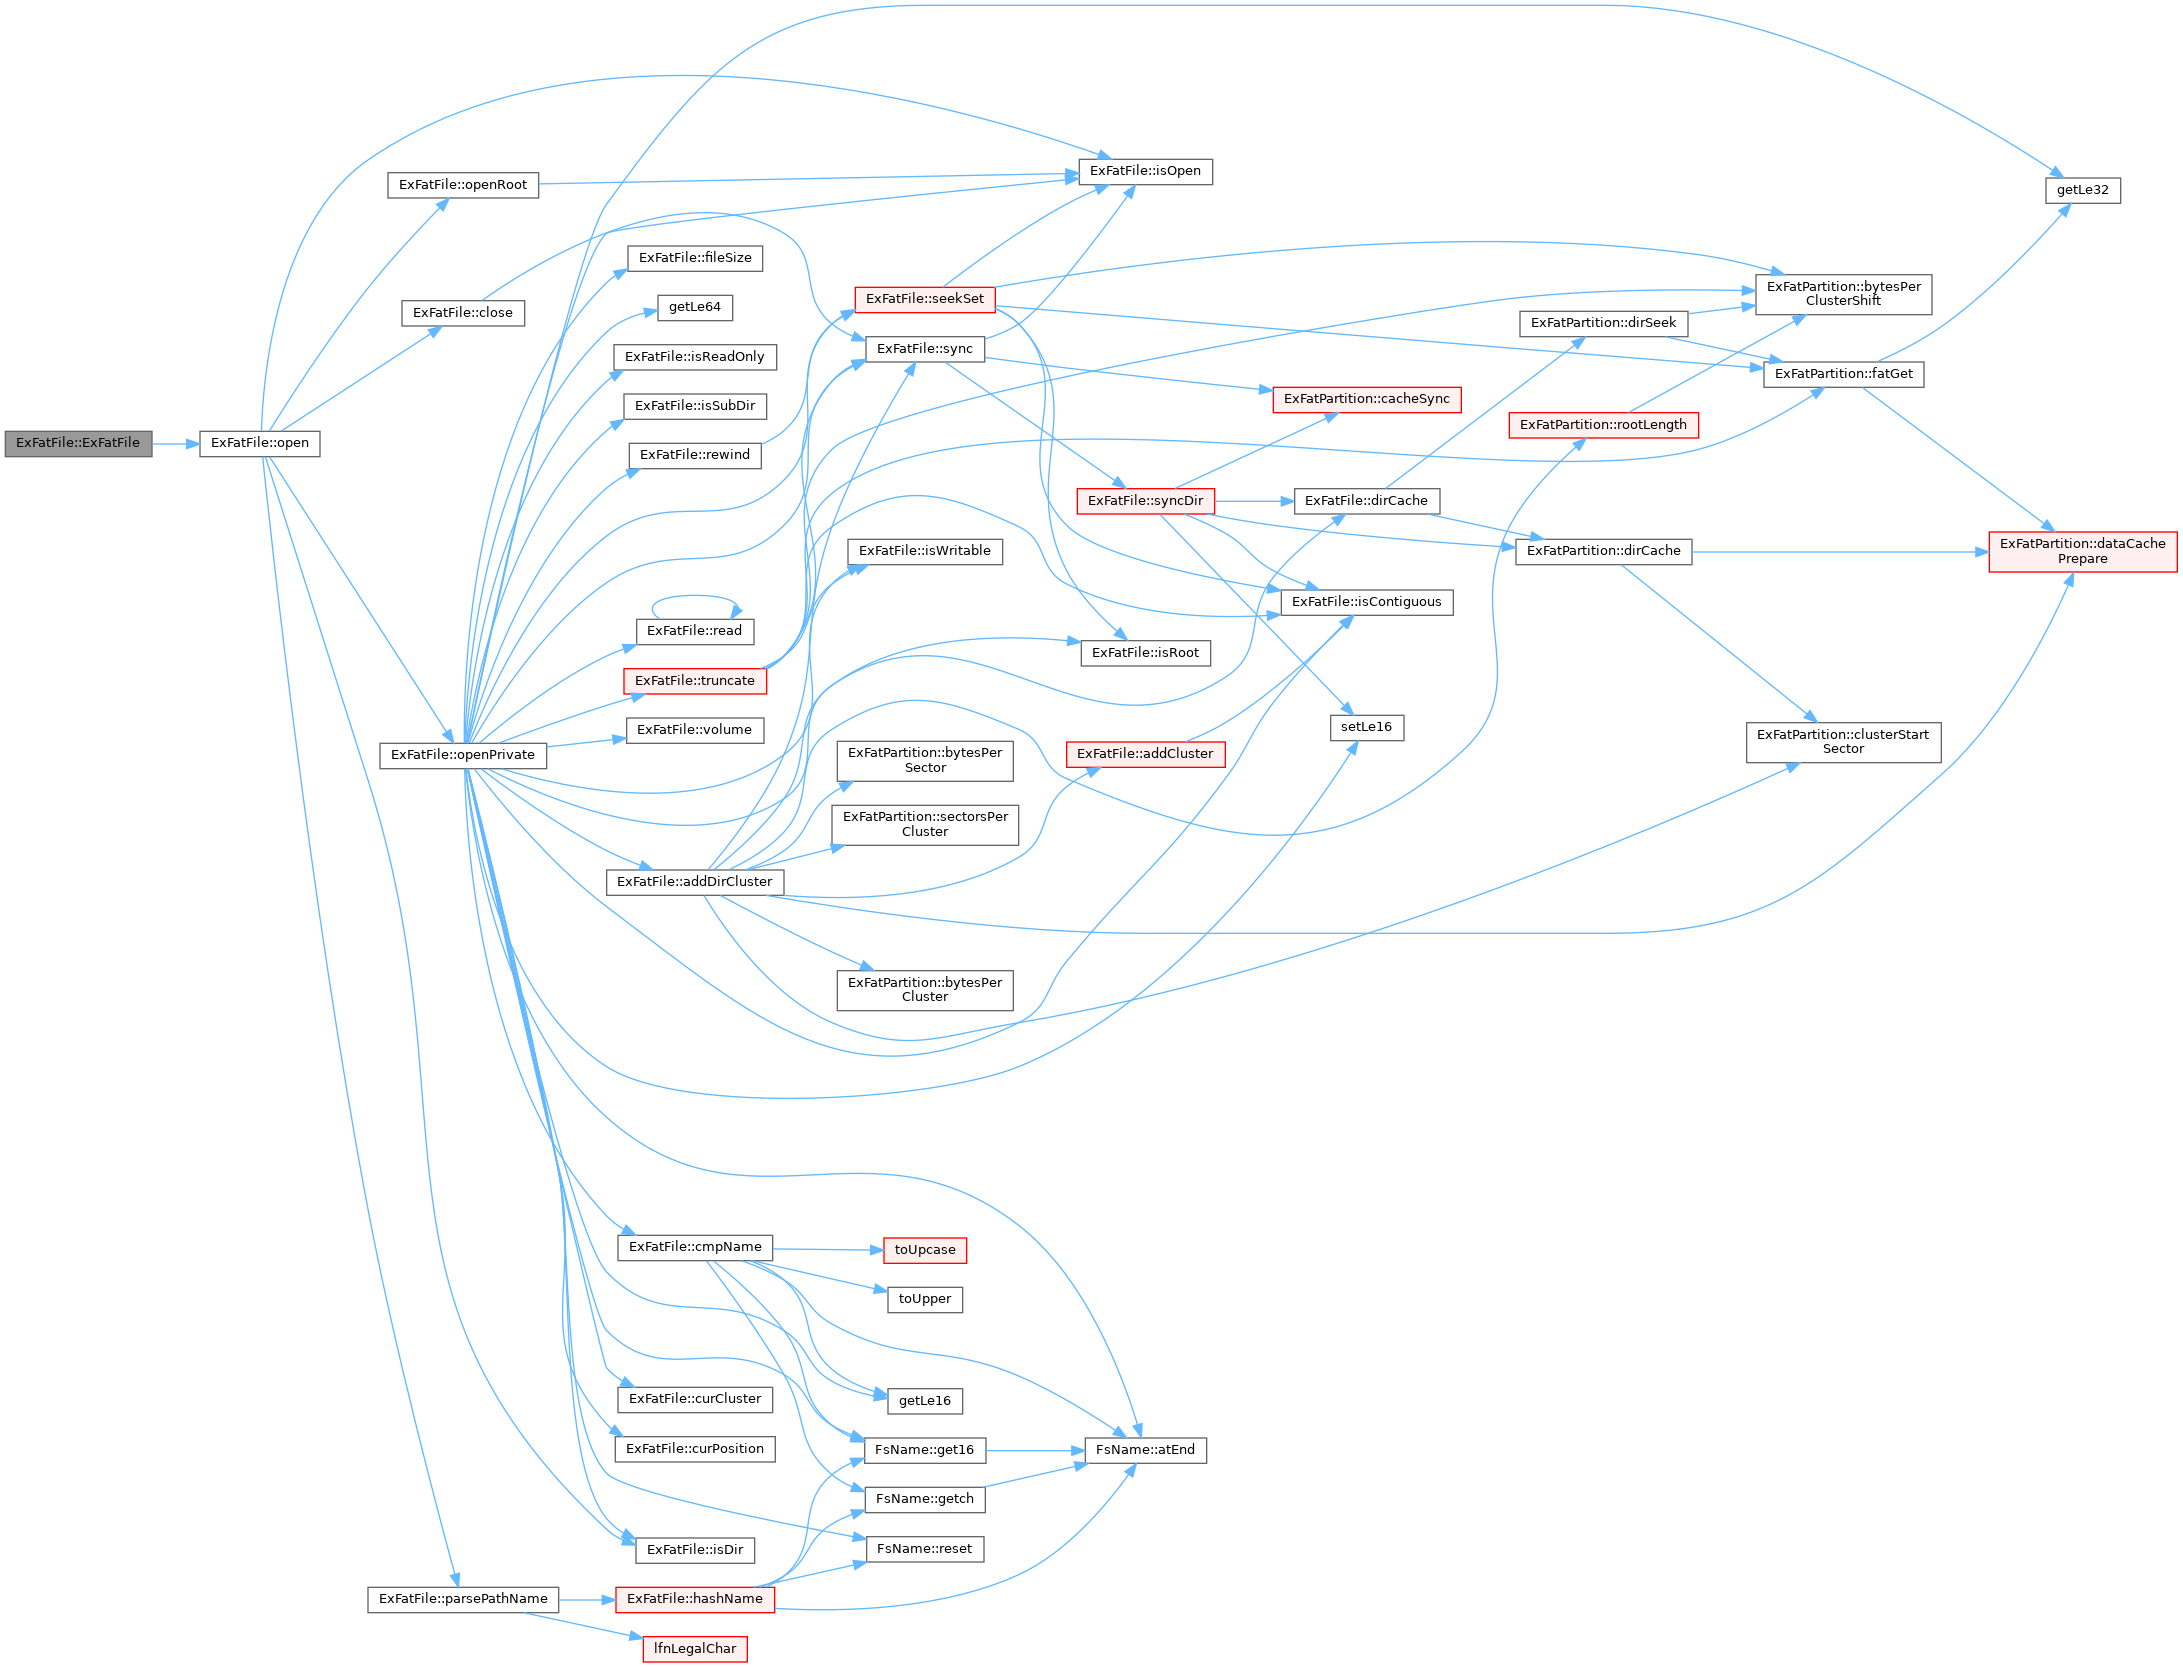 ExFatFile::ExFatFile
ExFatFile::open
ExFatFile::openRoot
ExFatFile::close
ExFatFile::openPrivate
ExFatFile::parsePathName
ExFatFile::fileSize
getLe64
ExFatFile::isReadOnly
ExFatFile::isSubDir
ExFatFile::rewind
ExFatFile::read
ExFatFile::truncate
ExFatFile::volume
ExFatFile::addDirCluster
ExFatFile::cmpName
ExFatFile::curCluster
ExFatFile::curPosition
ExFatFile::isDir
ExFatFile::hashName
lfnLegalChar
ExFatFile::seekSet
ExFatFile::sync
ExFatFile::isWritable
ExFatPartition::bytesPer
Sector
ExFatPartition::sectorsPer
Cluster
ExFatPartition::bytesPer
Cluster
toUpcase
toUpper
getLe16
FsName::get16
FsName::getch
FsName::reset
ExFatFile::isOpen
ExFatFile::syncDir
ExFatFile::isRoot
ExFatFile::addCluster
FsName::atEnd
ExFatPartition::cacheSync
ExFatFile::dirCache
ExFatFile::isContiguous
setLe16
ExFatPartition::dirSeek
ExFatPartition::rootLength
ExFatPartition::dirCache
ExFatPartition::bytesPer
ClusterShift
ExFatPartition::fatGet
ExFatPartition::clusterStart
Sector
getLe32
ExFatPartition::dataCache
Prepare